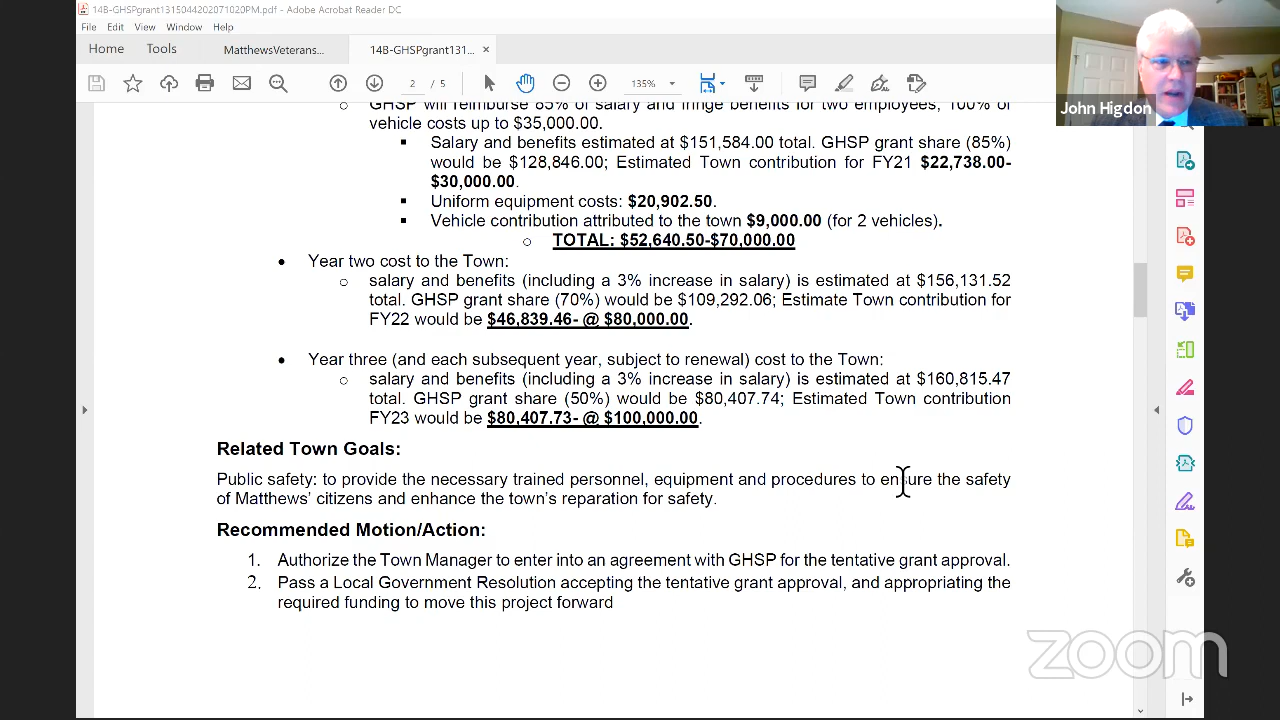 14B-GHSPgrant1315044202071020PM.pdf - Adobe Acrobat Reader DC
File Edit View Window Help
Home Tools MatthewsVeterans... 14B-GHSPgrant131... ×
2 / 5 135%
John Higdon
GHSP will reimburse 85% of salary and fringe benefits for two employees, 100% of
vehicle costs up to $35,000.00.
▪ Salary and benefits estimated at $151,584.00 total. GHSP grant share (85%)
would be $128,846.00; Estimated Town contribution for FY21 $22,738.00-
$30,000.00.
▪ Uniform equipment costs: $20,902.50.
▪ Vehicle contribution attributed to the town $9,000.00 (for 2 vehicles).
o TOTAL: $52,640.50-$70,000.00
• Year two cost to the Town:
o salary and benefits (including a 3% increase in salary) is estimated at $156,131.52
total. GHSP grant share (70%) would be $109,292.06; Estimate Town contribution for
FY22 would be $46,839.46- @ $80,000.00.
• Year three (and each subsequent year, subject to renewal) cost to the Town:
o salary and benefits (including a 3% increase in salary) is estimated at $160,815.47
total. GHSP grant share (50%) would be $80,407.74; Estimated Town contribution
FY23 would be $80,407.73- @ $100,000.00.
Related Town Goals:
Public safety: to provide the necessary trained personnel, equipment and procedures to ensure the safety
of Matthews’ citizens and enhance the town’s reparation for safety.
Recommended Motion/Action:
1. Authorize the Town Manager to enter into an agreement with GHSP for the tentative grant approval.
2. Pass a Local Government Resolution accepting the tentative grant approval, and appropriating the
required funding to move this project forward
zoom